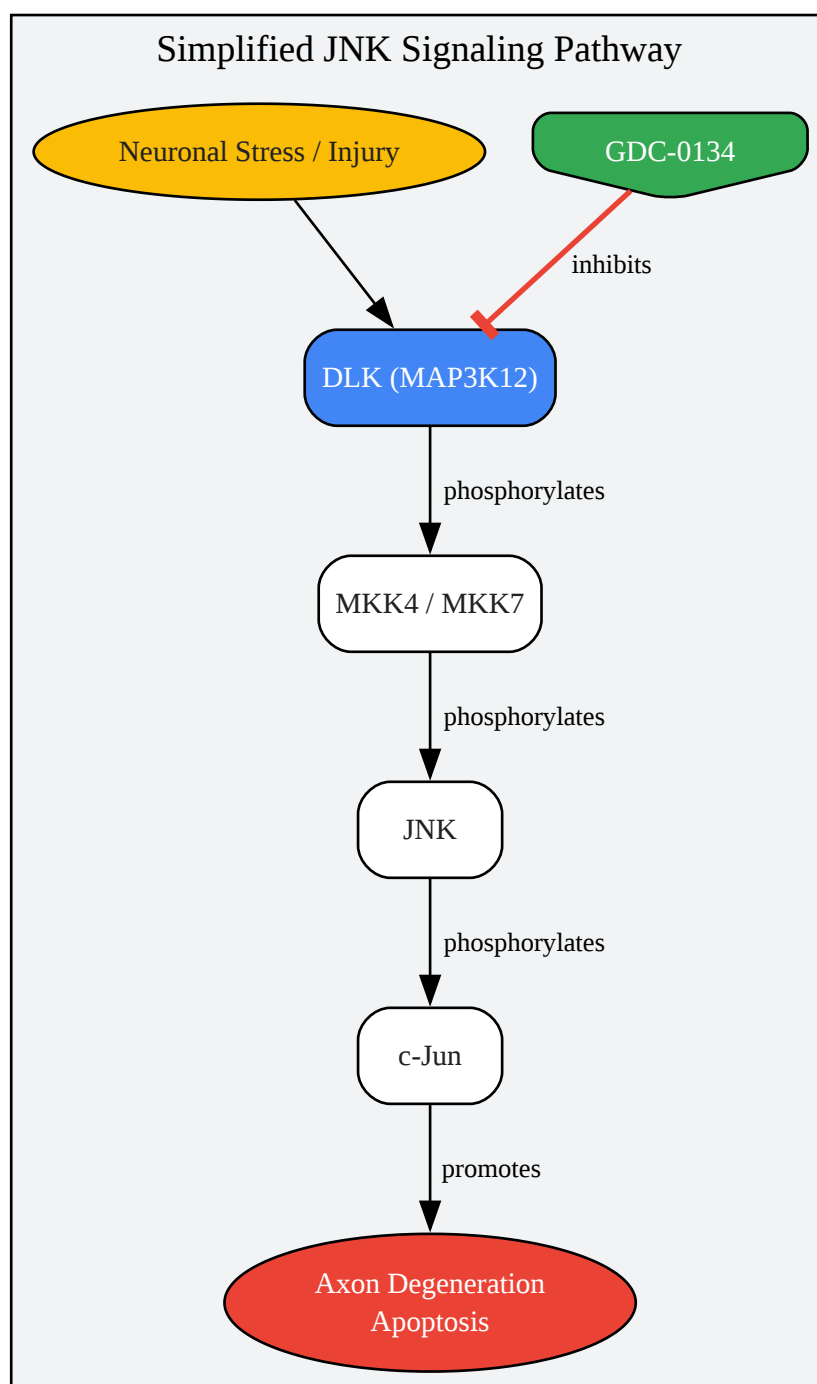 Simplified JNK Signaling Pathway
Neuronal Stress / Injury
GDC-0134
inhibits
DLK (MAP3K12)
phosphorylates
MKK4 / MKK7
phosphorylates
JNK
phosphorylates
c-Jun
promotes
Axon Degeneration
Apoptosis